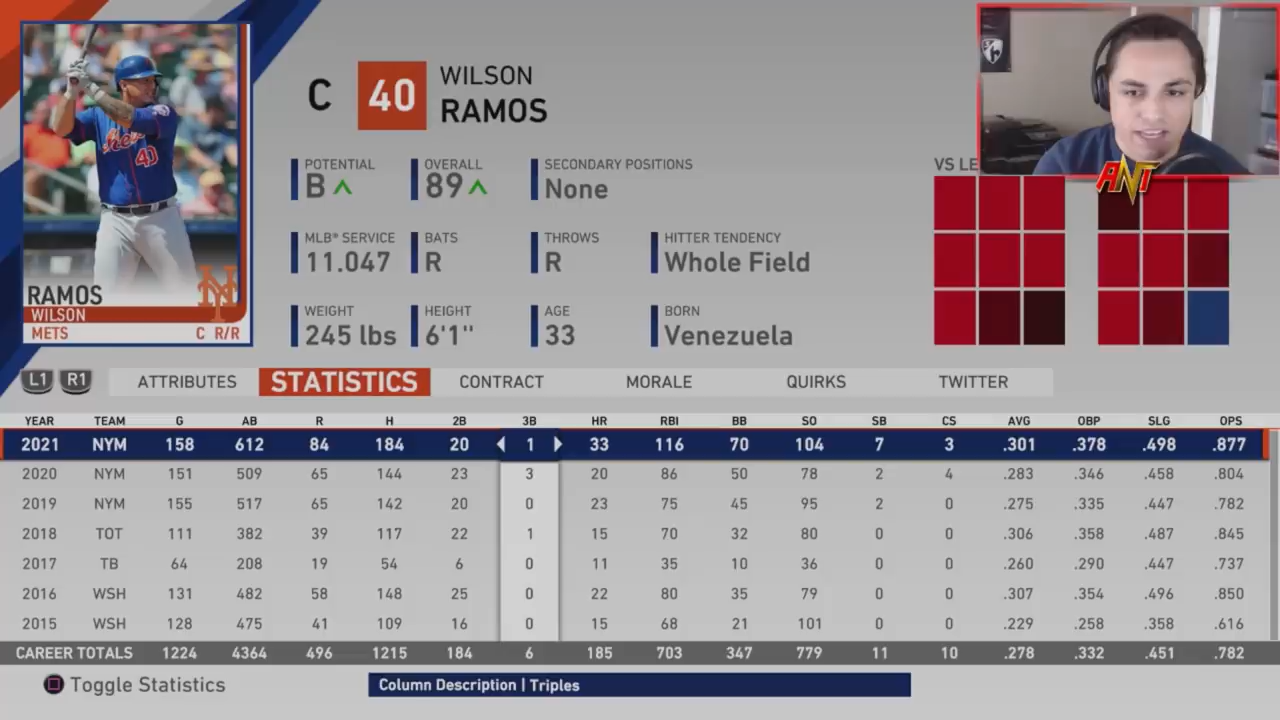 C 40 WILSON RAMOS
POTENTIAL OVERALL SECONDARY POSITIONS
B 89 None
VS LE
MLB® SERVICE BATS THROWS HITTER TENDENCY
11.047 R R Whole Field
WEIGHT HEIGHT AGE BORN
245 lbs 6'1" 33 Venezuela
Mets
40
RAMOS
WILSON
METS C R/R
NY
ANT
L1 R1 ATTRIBUTES STATISTICS CONTRACT MORALE QUIRKS TWITTER
YEAR TEAM G AB R H 2B 3B HR RBI BB SO SB CS AVG OBP SLG OPS
2021 NYM 158 612 84 184 20 1 33 116 70 104 7 3 .301 .378 .498 .877
2020 NYM 151 509 65 144 23 3 20 86 50 78 2 4 .283 .346 .458 .804
2019 NYM 155 517 65 142 20 0 23 75 45 95 2 0 .275 .335 .447 .782
2018 TOT 111 382 39 117 22 1 15 70 32 80 0 0 .306 .358 .487 .845
2017 TB 64 208 19 54 6 0 11 35 10 36 0 0 .260 .290 .447 .737
2016 WSH 131 482 58 148 25 0 22 80 35 79 0 0 .307 .354 .496 .850
2015 WSH 128 475 41 109 16 0 15 68 21 101 0 0 .229 .258 .358 .616
CAREER TOTALS 1224 4364 496 1215 184 6 185 703 347 779 11 10 .278 .332 .451 .782
Toggle Statistics
Column Description | Triples